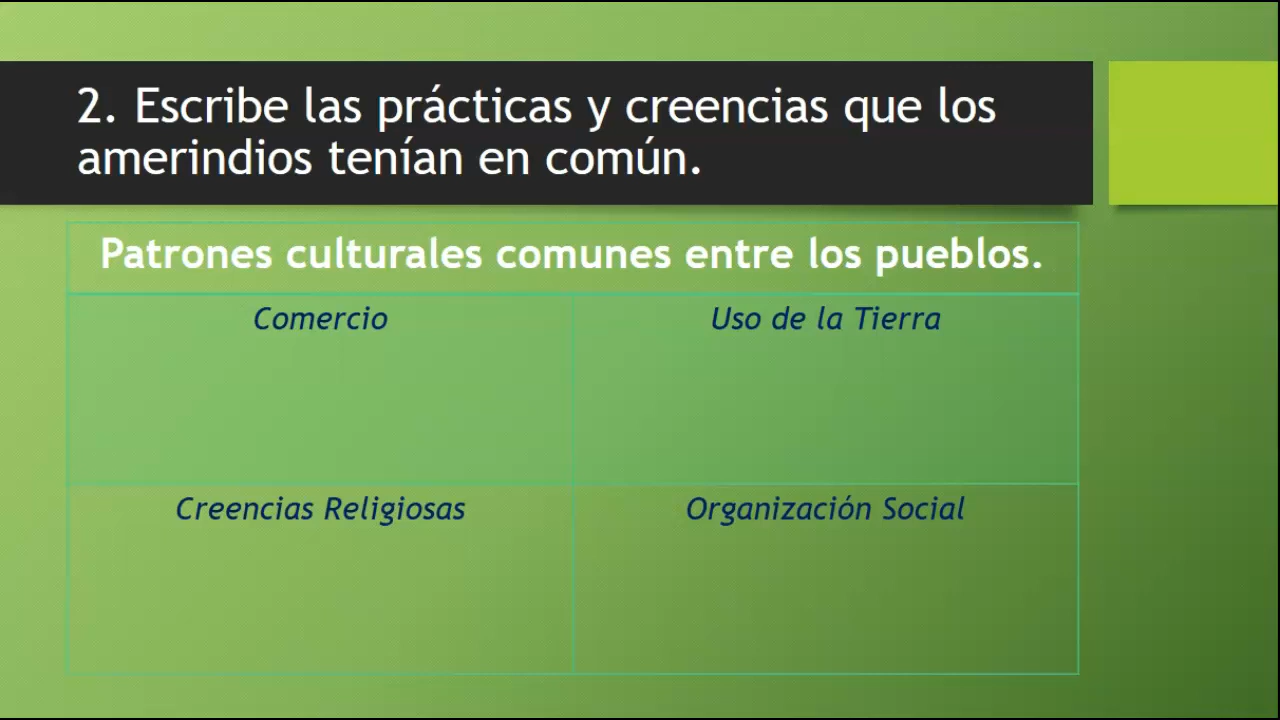 2. Escribe las prácticas y creencias que los
amerindios tenían en común.
Patrones culturales comunes entre los pueblos.
Comercio
Uso de la Tierra
Creencias Religiosas
Organización Social